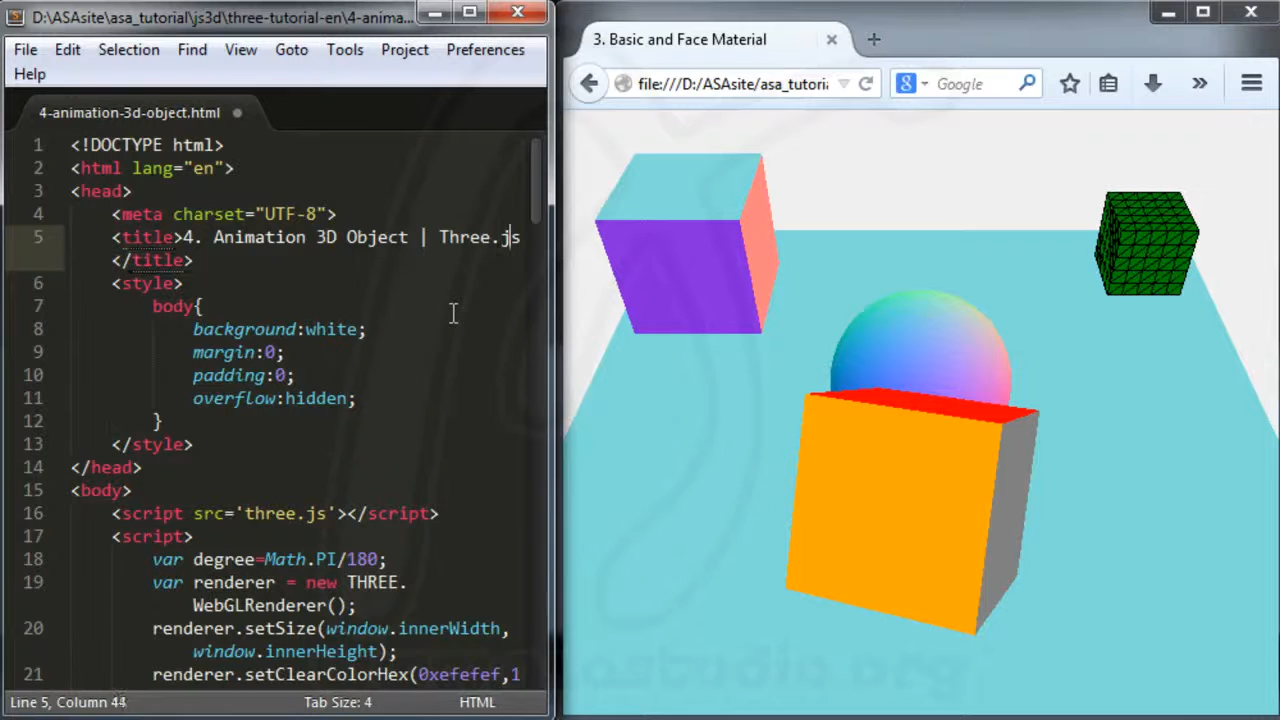 D:\ASAsite\asa_tutorial\js3d\three-tutorial-en\4-anima...
File Edit Selection Find View Goto Tools Project Preferences
Help
4-animation-3d-object.html
1 <!DOCTYPE html>
2 <html lang="en">
3 <head>
4 <meta charset="UTF-8">
5 <title>4. Animation 3D Object | Three.js
</title>
6 <style>
7 body{
8 background:white;
9 margin:0;
10 padding:0;
11 overflow:hidden;
12 }
13 </style>
14 </head>
15 <body>
16 <script src='three.js'></script>
17 <script>
18 var degree=Math.PI/180;
19 var renderer = new THREE.
WebGLRenderer();
20 renderer.setSize(window.innerWidth,
window.innerHeight);
21 renderer.setClearColorHex(0xefefef,1
Line 5, Column 44
Tab Size: 4
HTML
3. Basic and Face Material
file:///D:/ASAsite/asa_tutoria
Google